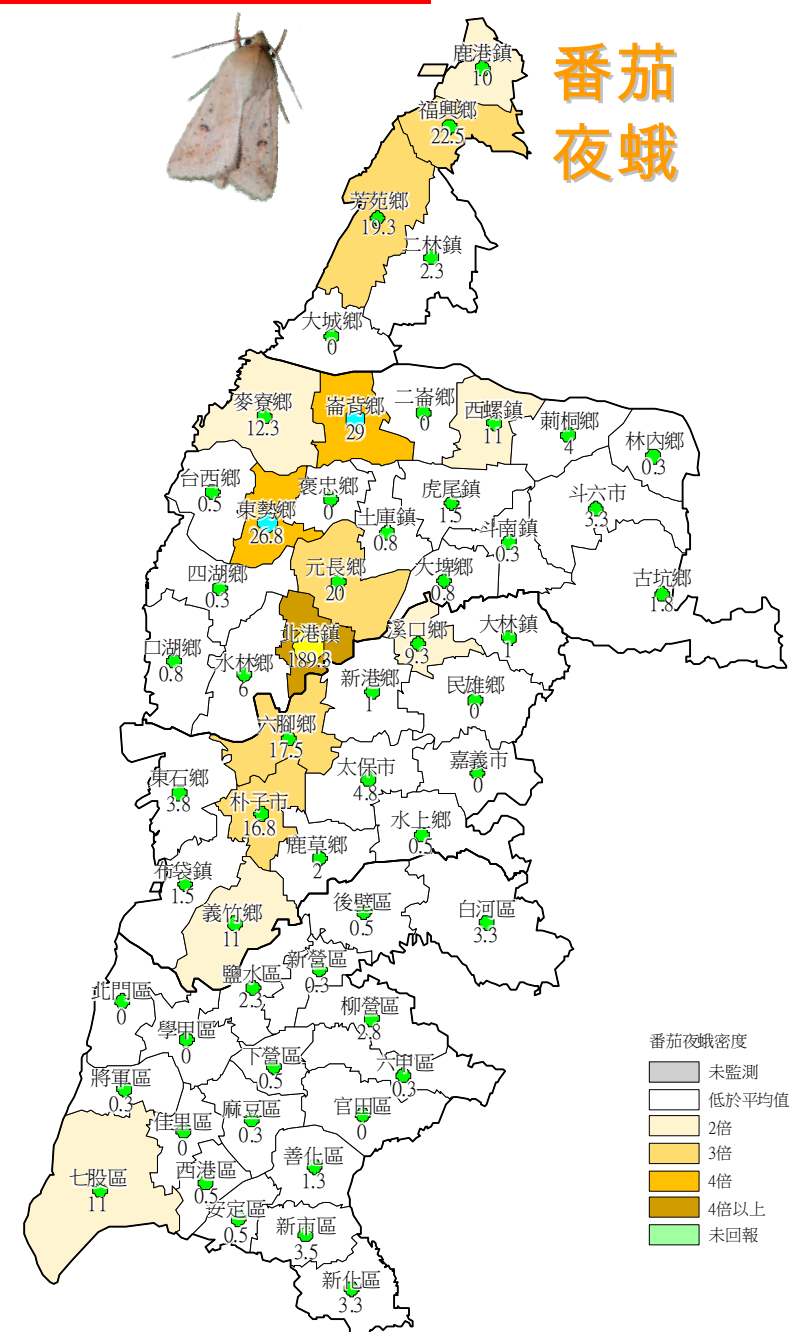 番茄
夜蛾
鹿港鎮
10
福興鄉
22.5
芳苑鄉
19.3
二林鎮
2.3
大城鄉
0
麥寮鄉
12.3
崙背鄉
29
二崙鄉
0
西螺鎮
11
莿桐鄉
4
林內鄉
0.3
台西鄉
0.5
東勢鄉
26.8
褒忠鄉
0
土庫鎮
0.8
虎尾鎮
1.5
斗南鎮
0.3
斗六市
3.3
古坑鄉
1.8
四湖鄉
0.3
元長鄉
20
大埤鄉
0.8
口湖鄉
0.8
水林鄉
6
北港鎮
189.3
溪口鄉
9.3
大林鎮
1
新港鄉
1
民雄鄉
0
六腳鄉
17.5
東石鄉
3.8
朴子市
16.8
太保市
4.8
嘉義市
0
水上鄉
0.5
鹿草鄉
2
布袋鎮
1.5
義竹鄉
11
後壁區
0.5
白河區
3.3
新營區
0.3
鹽水區
2.3
北門區
0
柳營區
2.8
學甲區
0
下營區
0.5
六甲區
0.3
將軍區
0.3
佳里區
0
麻豆區
0.3
官田區
0
七股區
11
西港區
0.5
善化區
1.3
安定區
0.5
新市區
3.5
新化區
3.3
番茄夜蛾密度
未監測
低於平均值
2倍
3倍
4倍
4倍以上
未回報